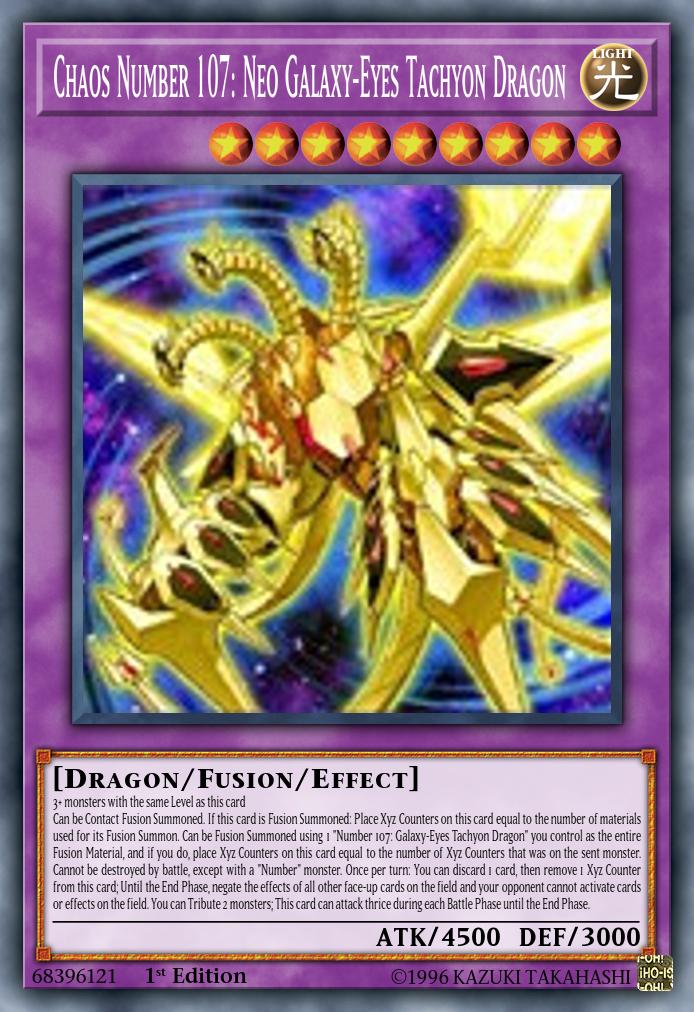 Chaos Number 107: Neo Galaxy-Eyes Tachyon Dragon
LIGHT
光
[Dragon/Fusion/Effect]
3+ monsters with the same Level as this card
Can be Contact Fusion Summoned. If this card is Fusion Summoned: Place Xyz Counters on this card equal to the number of materials
used for its Fusion Summon. Can be Fusion Summoned using 1 "Number 107: Galaxy-Eyes Tachyon Dragon" you control as the entire
Fusion Material, and if you do, place Xyz Counters on this card equal to the number of Xyz Counters that was on the sent monster.
Cannot be destroyed by battle, except with a "Number" monster. Once per turn: You can discard 1 card, then remove 1 Xyz Counter
from this card; Until the End Phase, negate the effects of all other face-up cards on the field and your opponent cannot activate cards
or effects on the field. You can Tribute 2 monsters; This card can attack thrice during each Battle Phase until the End Phase.
ATK/4500 DEF/3000
68396121 1st Edition ©1996 KAZUKI TAKAHASHI